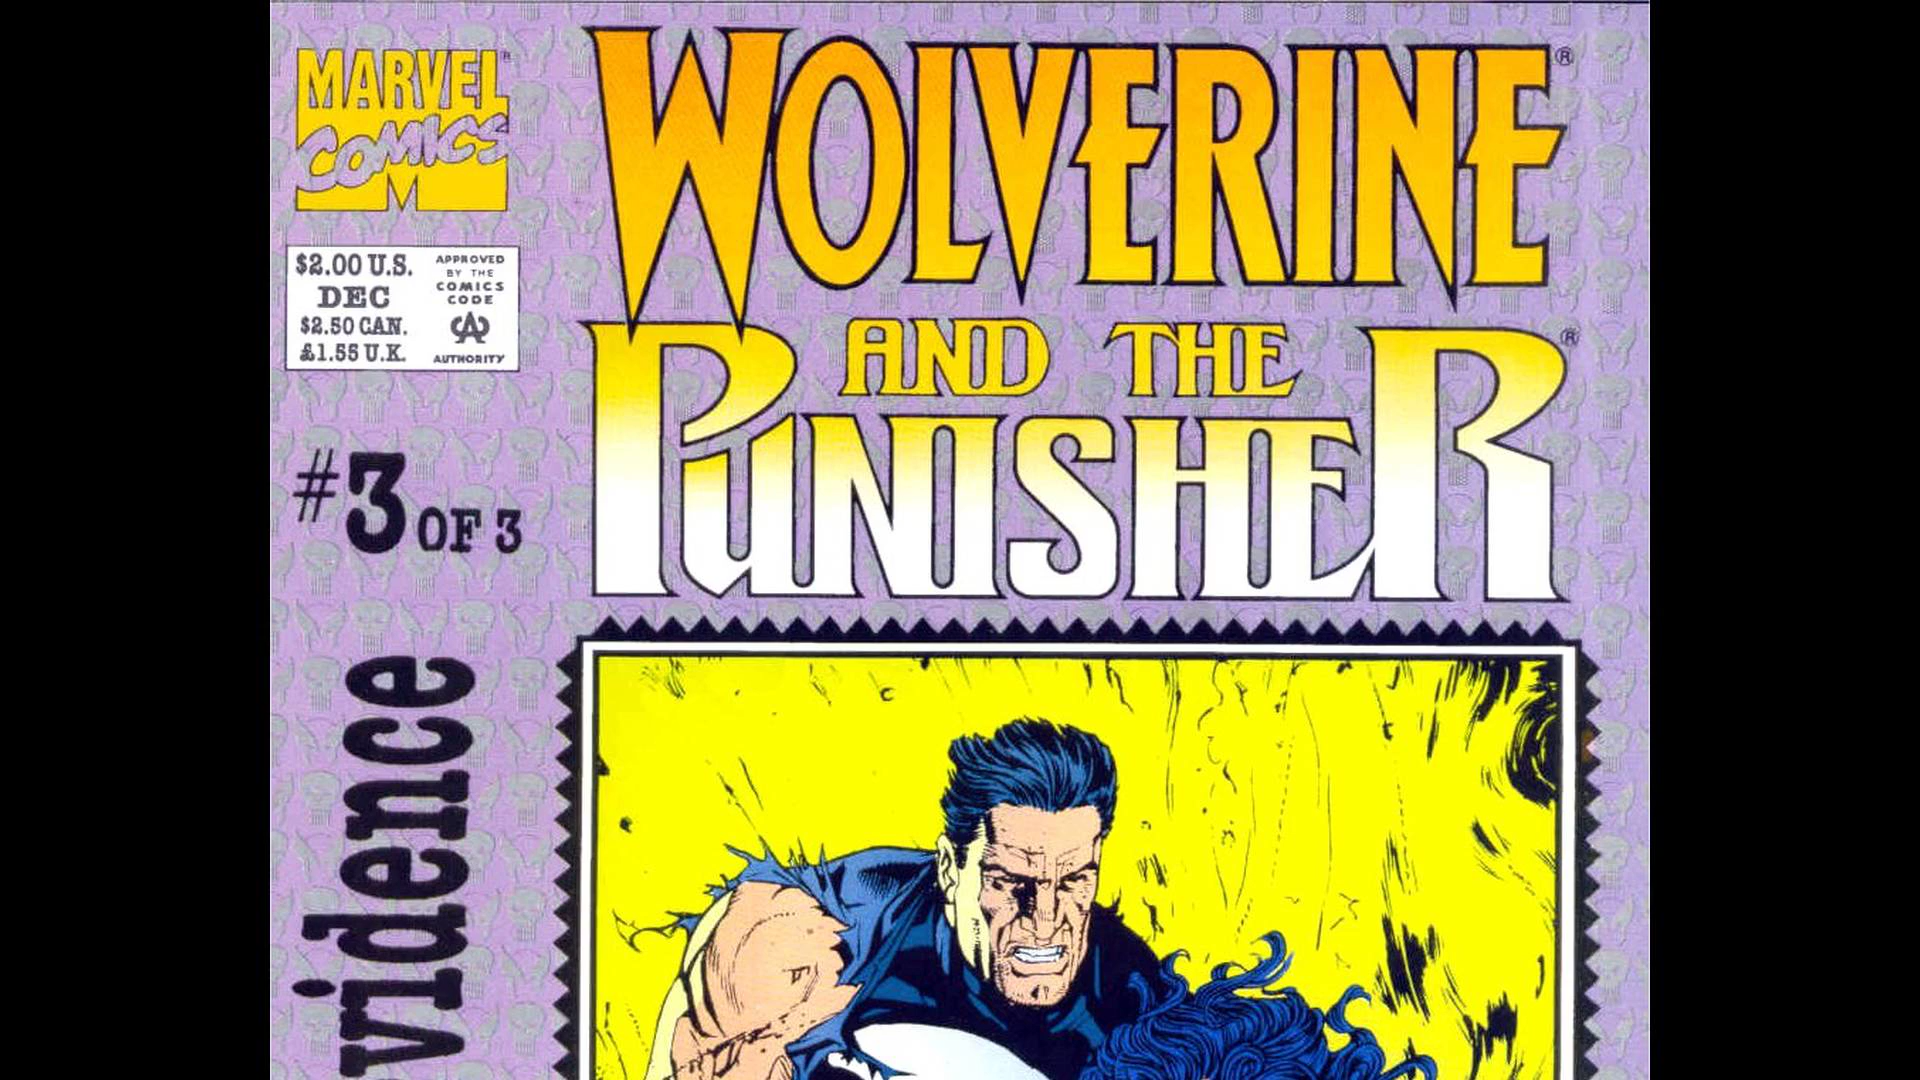 MARVEL
COMICS
WOLVERINE
AND THE
PUNISHER
$2.00 U.S.
DEC
$2.50 CAN.
£1.55 U.K.
APPROVED
BY THE
COMICS
CODE
AUTHORITY
#3 OF 3
vidence